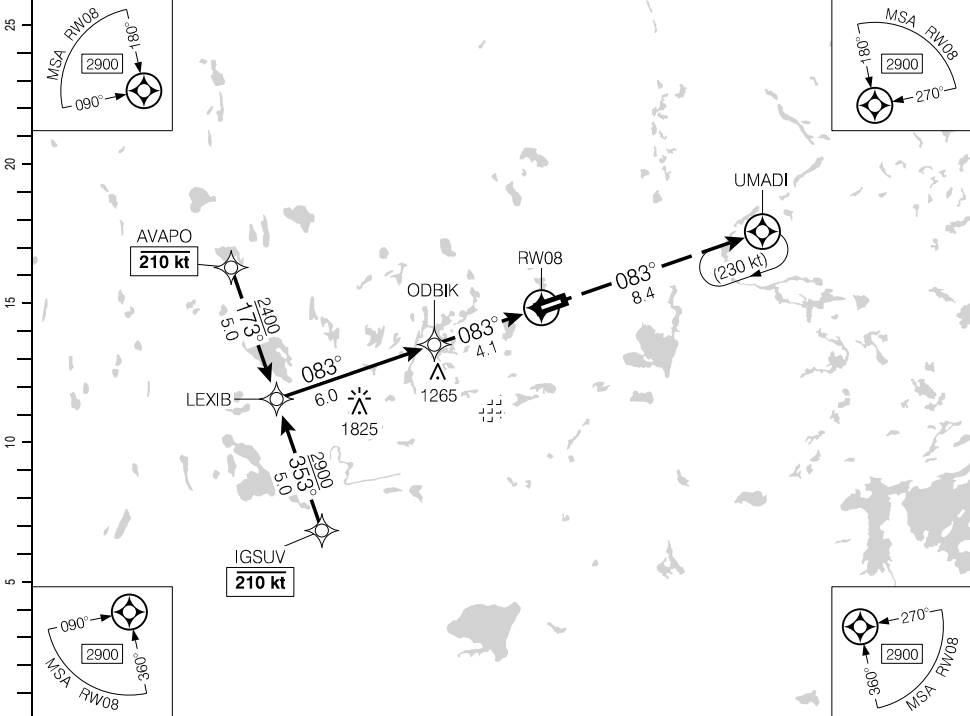 25
20
15
10
5
MSA RW08
180°
2900
090°
MSA RW08
180°
2900
270°
UMADI
(230 kt)
AVAPO
210 kt
RW08
083°
8.4
ODBIK
2400
173°
5.0
083°
4.1
083°
6.0
LEXIB
1265
1825
2900
353°
5.0
IGSUV
210 kt
090°
2900
360°
MSA RW08
270°
2900
360°
MSA RW08